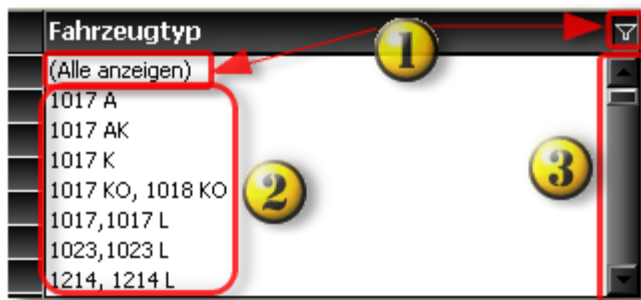 Fahrzeugtyp
1
(Alle anzeigen)
1017 A
1017 AK
1017 K
1017 KO, 1018 KO
2
3
1017,1017 L
1023,1023 L
1214, 1214 L